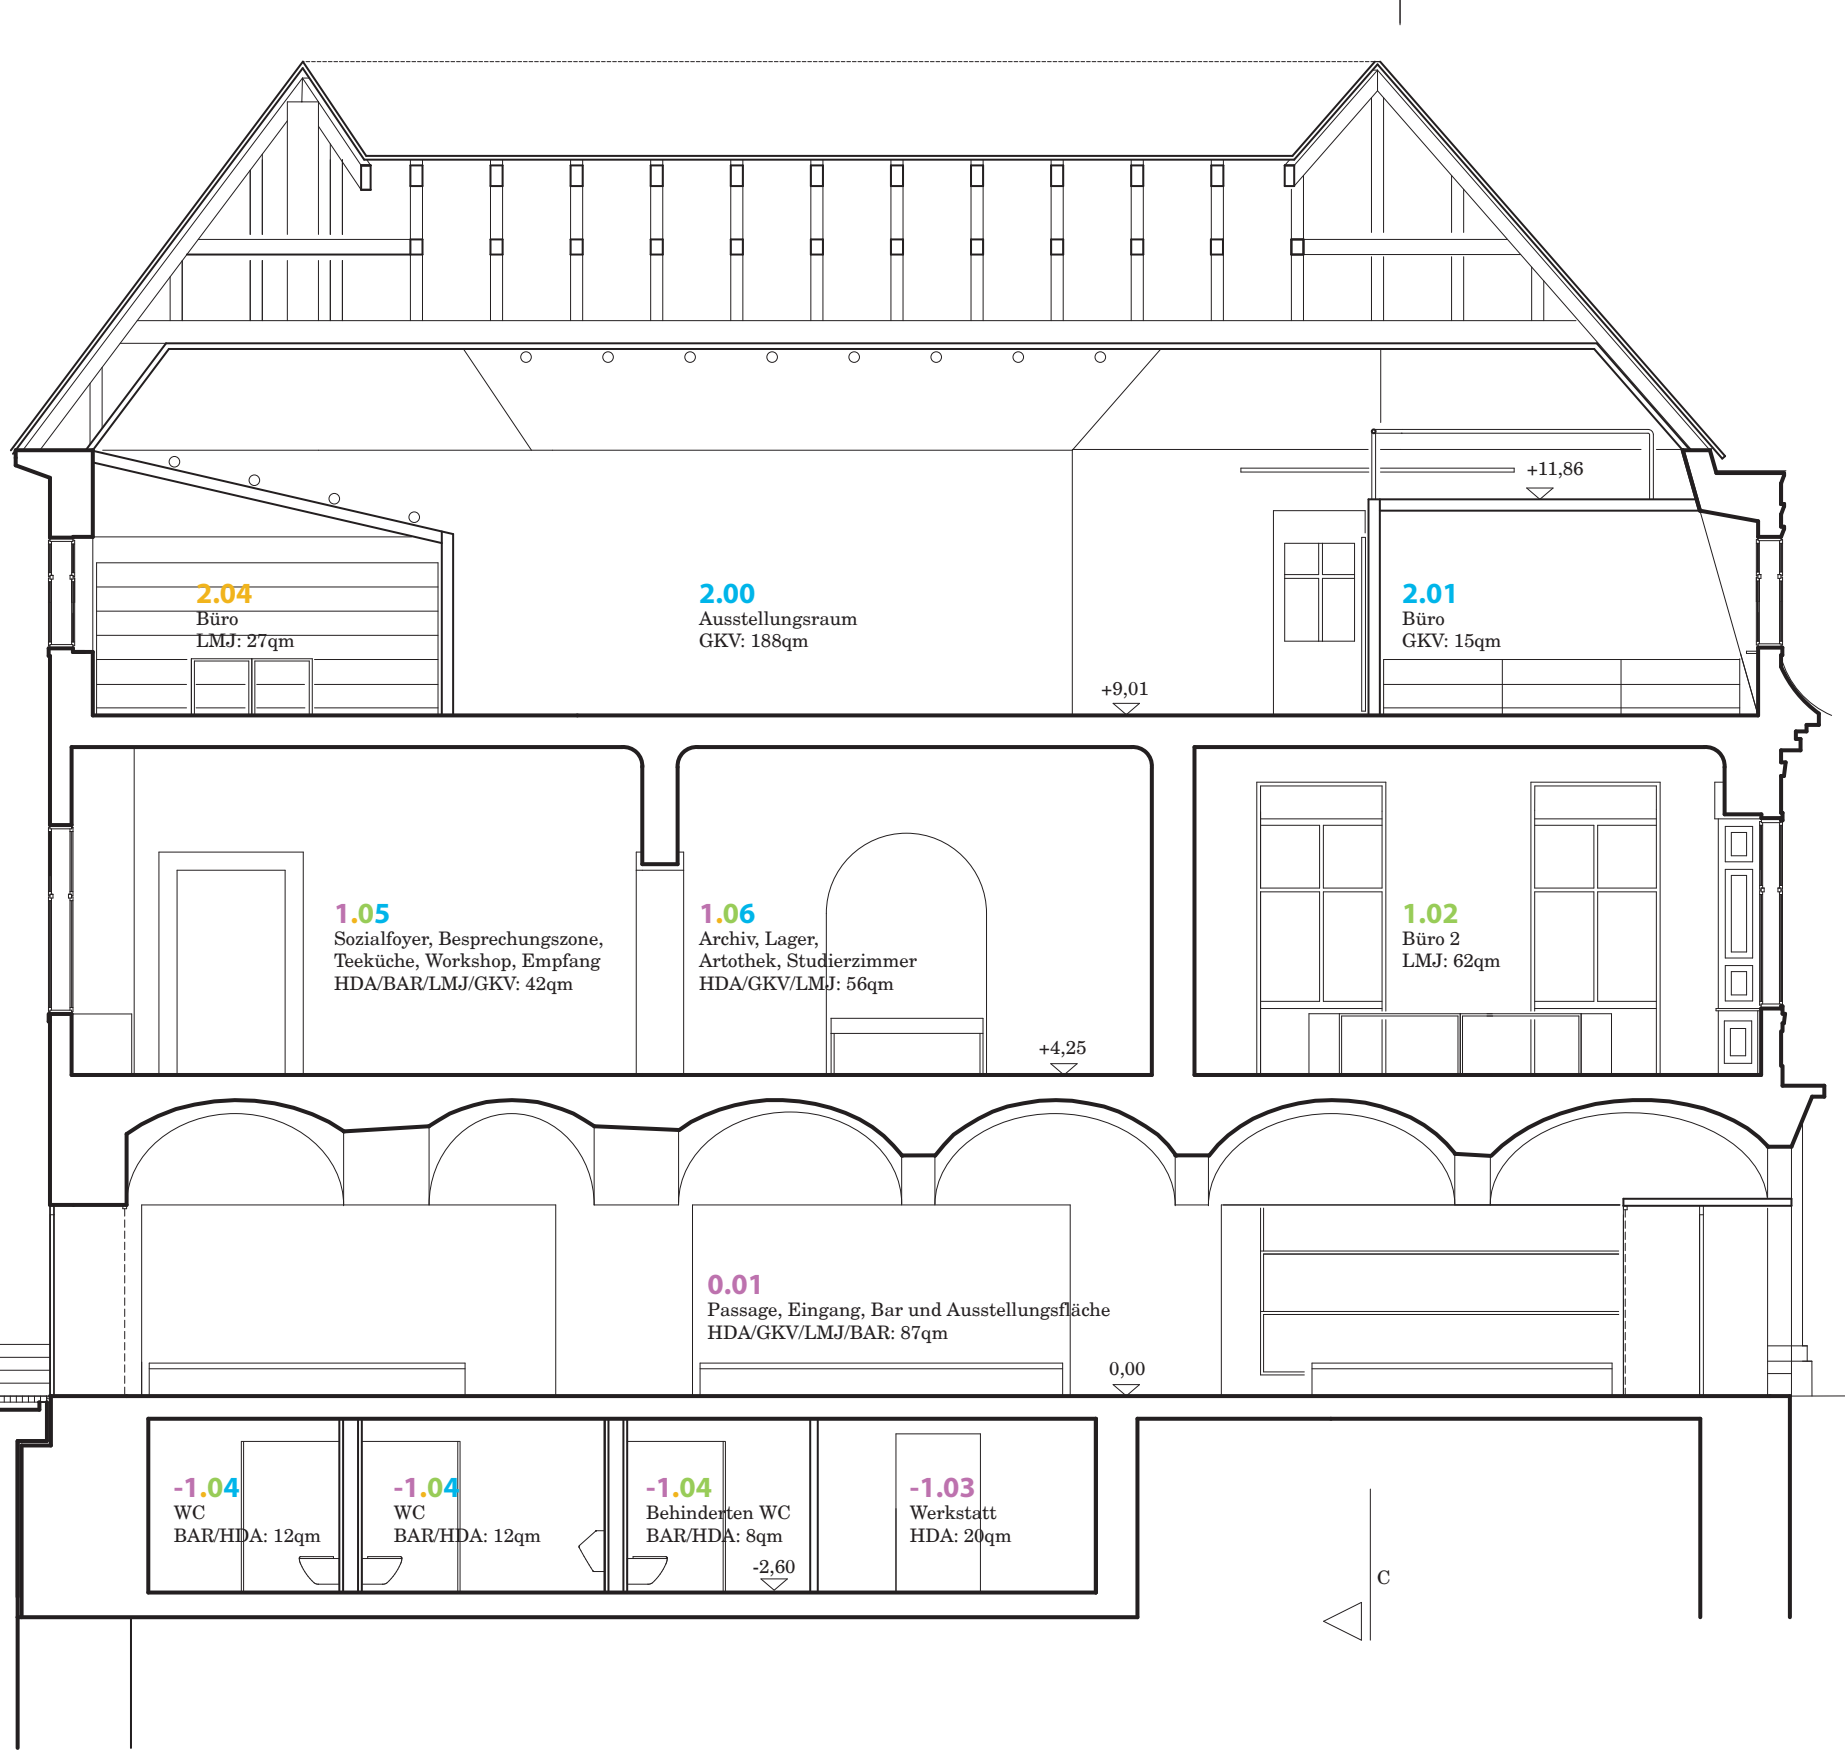 +11,86
2.04
Büro
LMJ: 27qm
2.00
Ausstellungsraum
GKV: 188qm
2.01
Büro
GKV: 15qm
+9,01
1.05
Sozialfoyer, Besprechungszone,
Teeküche, Workshop, Empfang
HDA/BAR/LMJ/GKV: 42qm
1.06
Archiv, Lager,
Artothek, Studierzimmer
HDA/GKV/LMJ: 56qm
1.02
Büro 2
LMJ: 62qm
+4,25
0.01
Passage, Eingang, Bar und Ausstellungsfläche
HDA/GKV/LMJ/BAR: 87qm
0,00
-1.04
WC
BAR/HDA: 12qm
-1.04
WC
BAR/HDA: 12qm
-1.04
Behinderten WC
BAR/HDA: 8qm
-1.03
Werkstatt
HDA: 20qm
-2,60
C